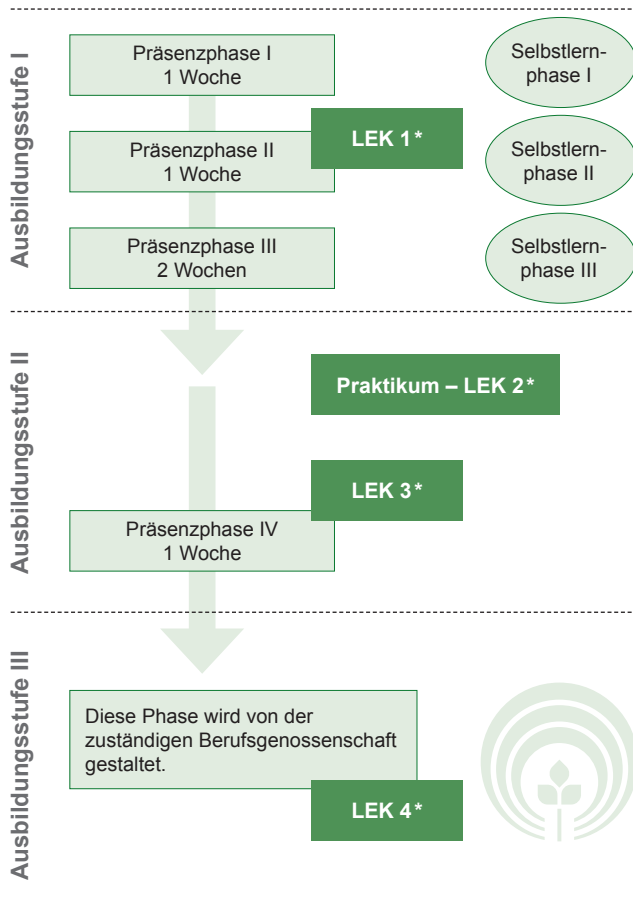 Ausbildungsstufe I
Präsenzphase I
1 Woche
Selbstlern-
phase I
LEK 1*
Präsenzphase II
1 Woche
Selbstlern-
phase II
Präsenzphase III
2 Wochen
Selbstlern-
phase III
Ausbildungsstufe II
Praktikum – LEK 2*
LEK 3*
Präsenzphase IV
1 Woche
Ausbildungsstufe III
Diese Phase wird von der
zuständigen Berufsgenossenschaft
gestaltet.
LEK 4*